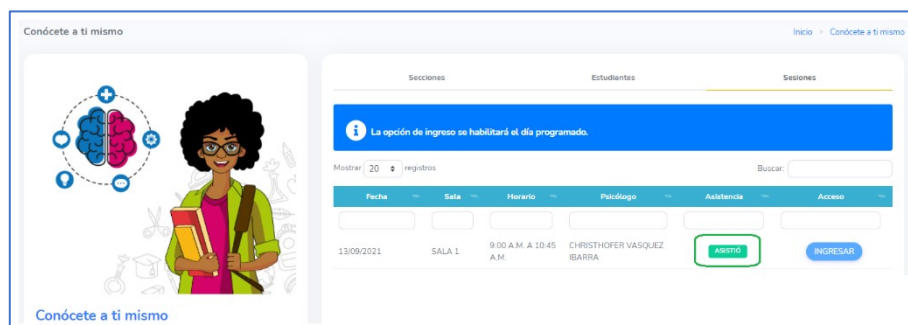 Conócete a ti mismo
Inicio > Conócete a ti mismo
Secciones Estudiantes Sesiones
La opción de ingreso se habilitará el día programado.
Mostrar 20 registros Buscar:
Fecha Sala Horario Psicólogo Asistencia Acceso
13/09/2021 SALA 1 9:00 A.M. A 10:45 A.M. CHRISTHOFER VASQUEZ IBARRA ASISTIÓ INGRESAR
Conócete a ti mismo